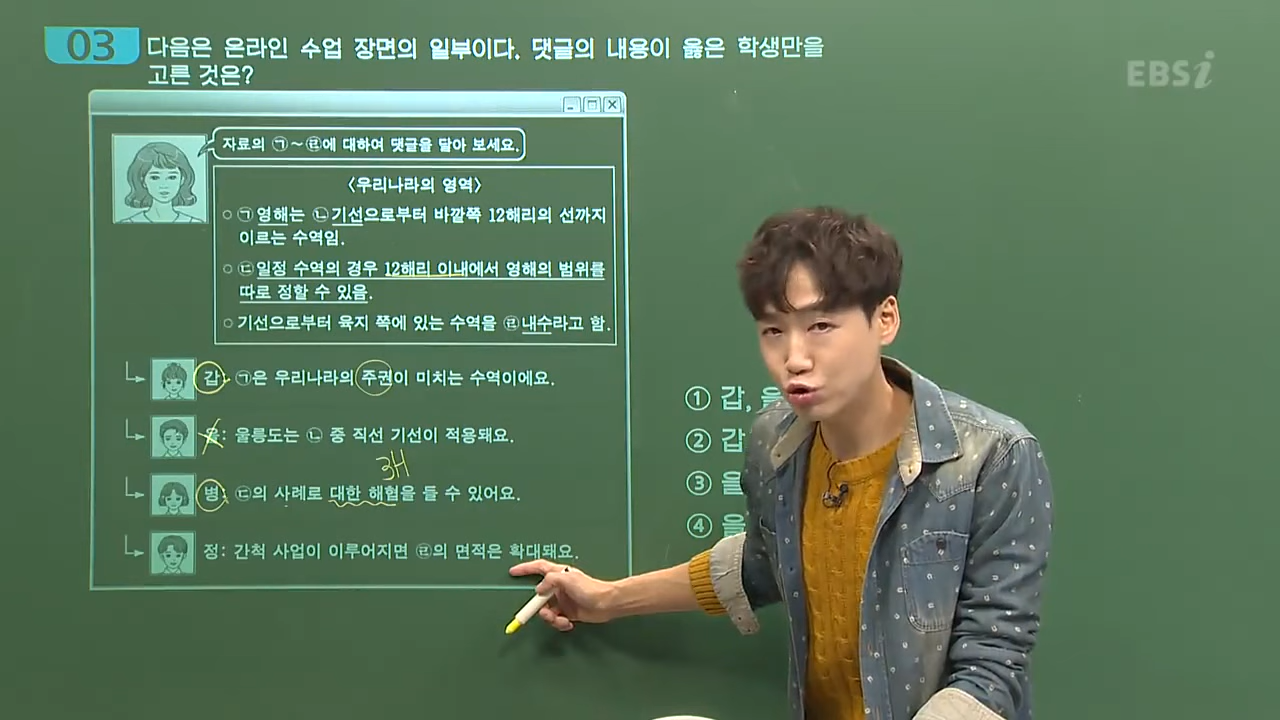 03 다음은 온라인 수업 장면의 일부이다. 댓글의 내용이 옳은 학생만을
고른 것은?
EBSi
자료의 ㉠~㉣에 대하여 댓글을 달아 보세요.
〈우리나라의 영역〉
○ ㉠영해는 ㉡기선으로부터 바깥쪽 12해리의 선까지
이르는 수역임.
○ ㉢일정 수역의 경우 12해리 이내에서 영해의 범위를
따로 정할 수 있음.
○ 기선으로부터 육지 쪽에 있는 수역을 ㉣내수라고 함.
갑: ㉠은 우리나라의 주권이 미치는 수역이에요.
을: 울릉도는 ㉡ 중 직선 기선이 적용돼요.
3H
병: ㉢의 사례로 대한 해협을 들 수 있어요.
정: 간척 사업이 이루어지면 ㉣의 면적은 확대돼요.
① 갑, 을
② 갑
③ 을
④ 을